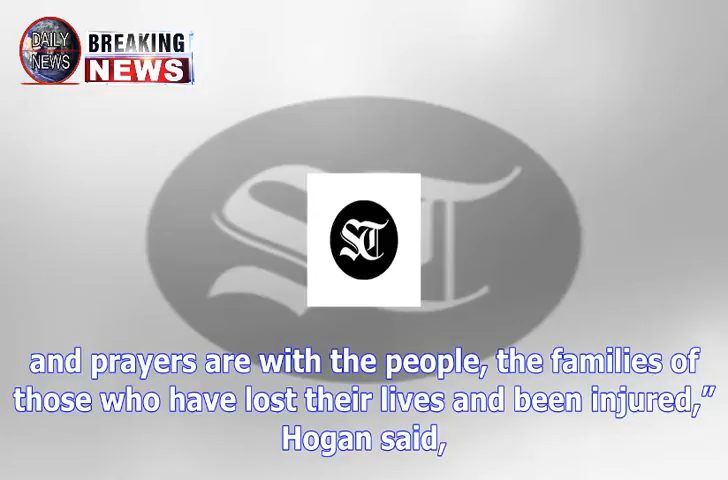 DAILY
NEWS
BREAKING
NEWS
ST
and prayers are with the people, the families of
those who have lost their lives and been injured,”
Hogan said,